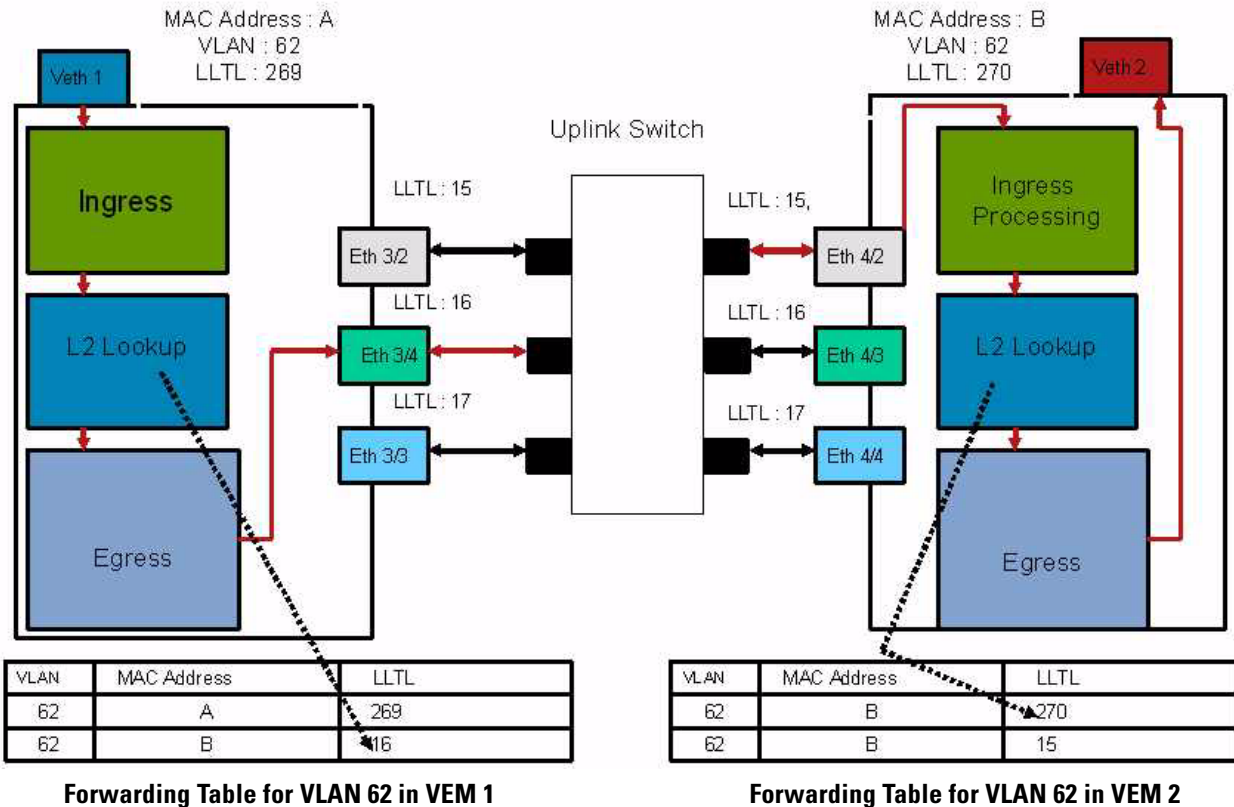 MAC Address : A
VLAN : 62
LLTL : 269
Veth 1
Ingress
L2 Lookup
Egress
LLTL : 15
Eth 3/2
LLTL : 16
Eth 3/4
LLTL : 17
Eth 3/3
Uplink Switch
MAC Address : B
VLAN : 62
LLTL : 270
Veth 2
LLTL : 15,
Eth 4/2
LLTL : 16
Eth 4/3
LLTL : 17
Eth 4/4
Ingress
Processing
L2 Lookup
Egress
VLAN MAC Address LLTL
62 A 269
62 B 16
Forwarding Table for VLAN 62 in VEM 1
VLAN MAC Address LLTL
62 B 270
62 B 15
Forwarding Table for VLAN 62 in VEM 2